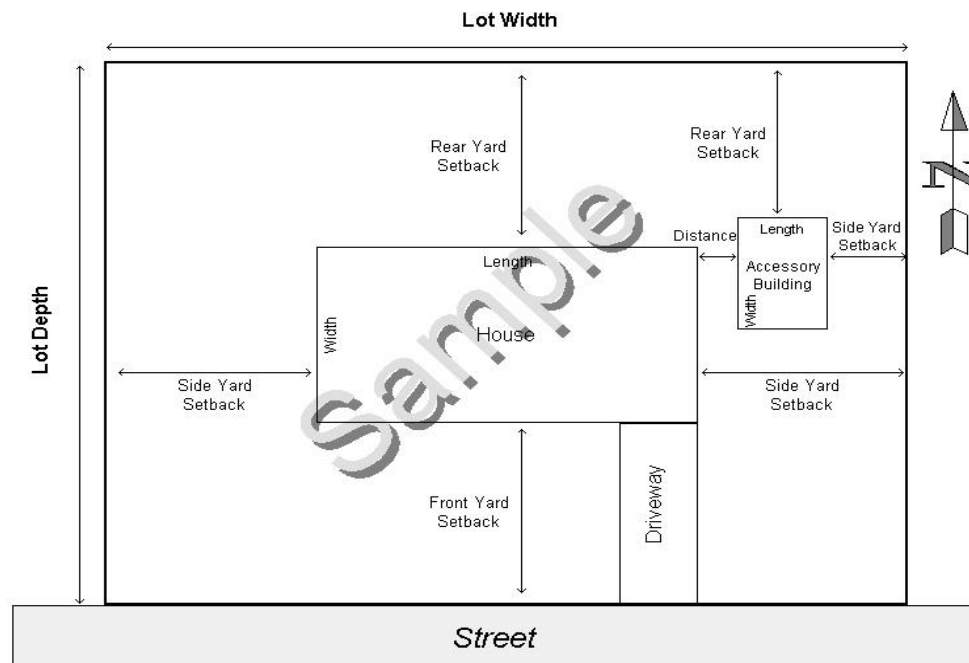 Lot Width
Lot Depth
Rear Yard
Setback
Rear Yard
Setback
N
Distance
Length
Side Yard
Setback
Accessory
Building
Width
Length
Width
House
Sample
Side Yard
Setback
Side Yard
Setback
Front Yard
Setback
Driveway
Street